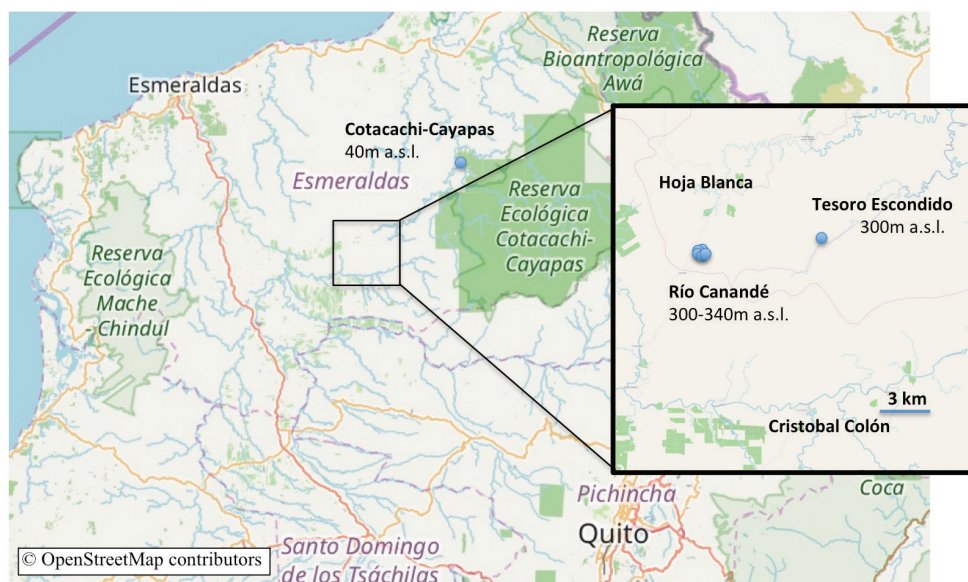 Reserva
Bioantropológica
Awá
Esmeraldas
Cotacachi-Cayapas
40m a.s.l.
Esmeraldas
Reserva
Ecológica
Cotacachi-
Cayapas
Reserva
Ecológica
Mache
- Chindul
Hoja Blanca
Tesoro Escondido
300m a.s.l.
Río Canandé
300-340m a.s.l.
3 km
Cristobal Colón
Pichincha
Coca
Quito
Santo Domingo
de los Tsáchilas
© OpenStreetMap contributors